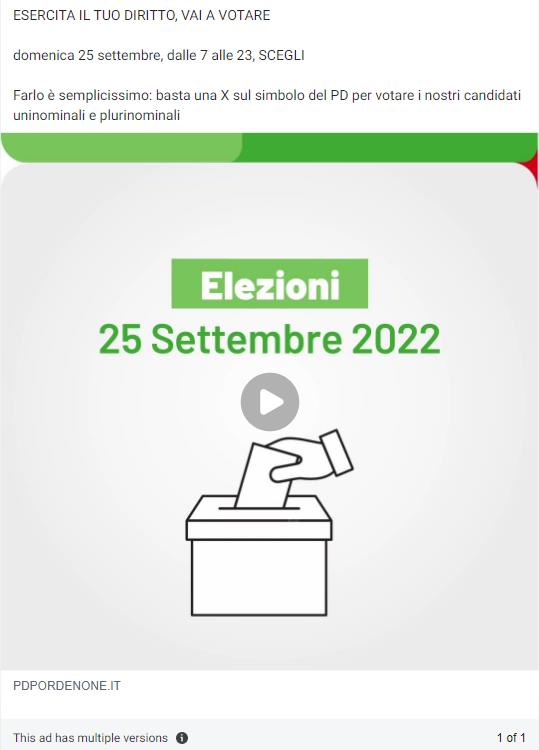 ESERCITA IL TUO DIRITTO, VAI A VOTARE
domenica 25 settembre, dalle 7 alle 23, SCEGLI
Farlo è semplicissimo: basta una X sul simbolo del PD per votare i nostri candidati
uninominali e plurinominali
Elezioni
25 Settembre 2022
PDPORDENONE.IT
This ad has multiple versions
1 of 1